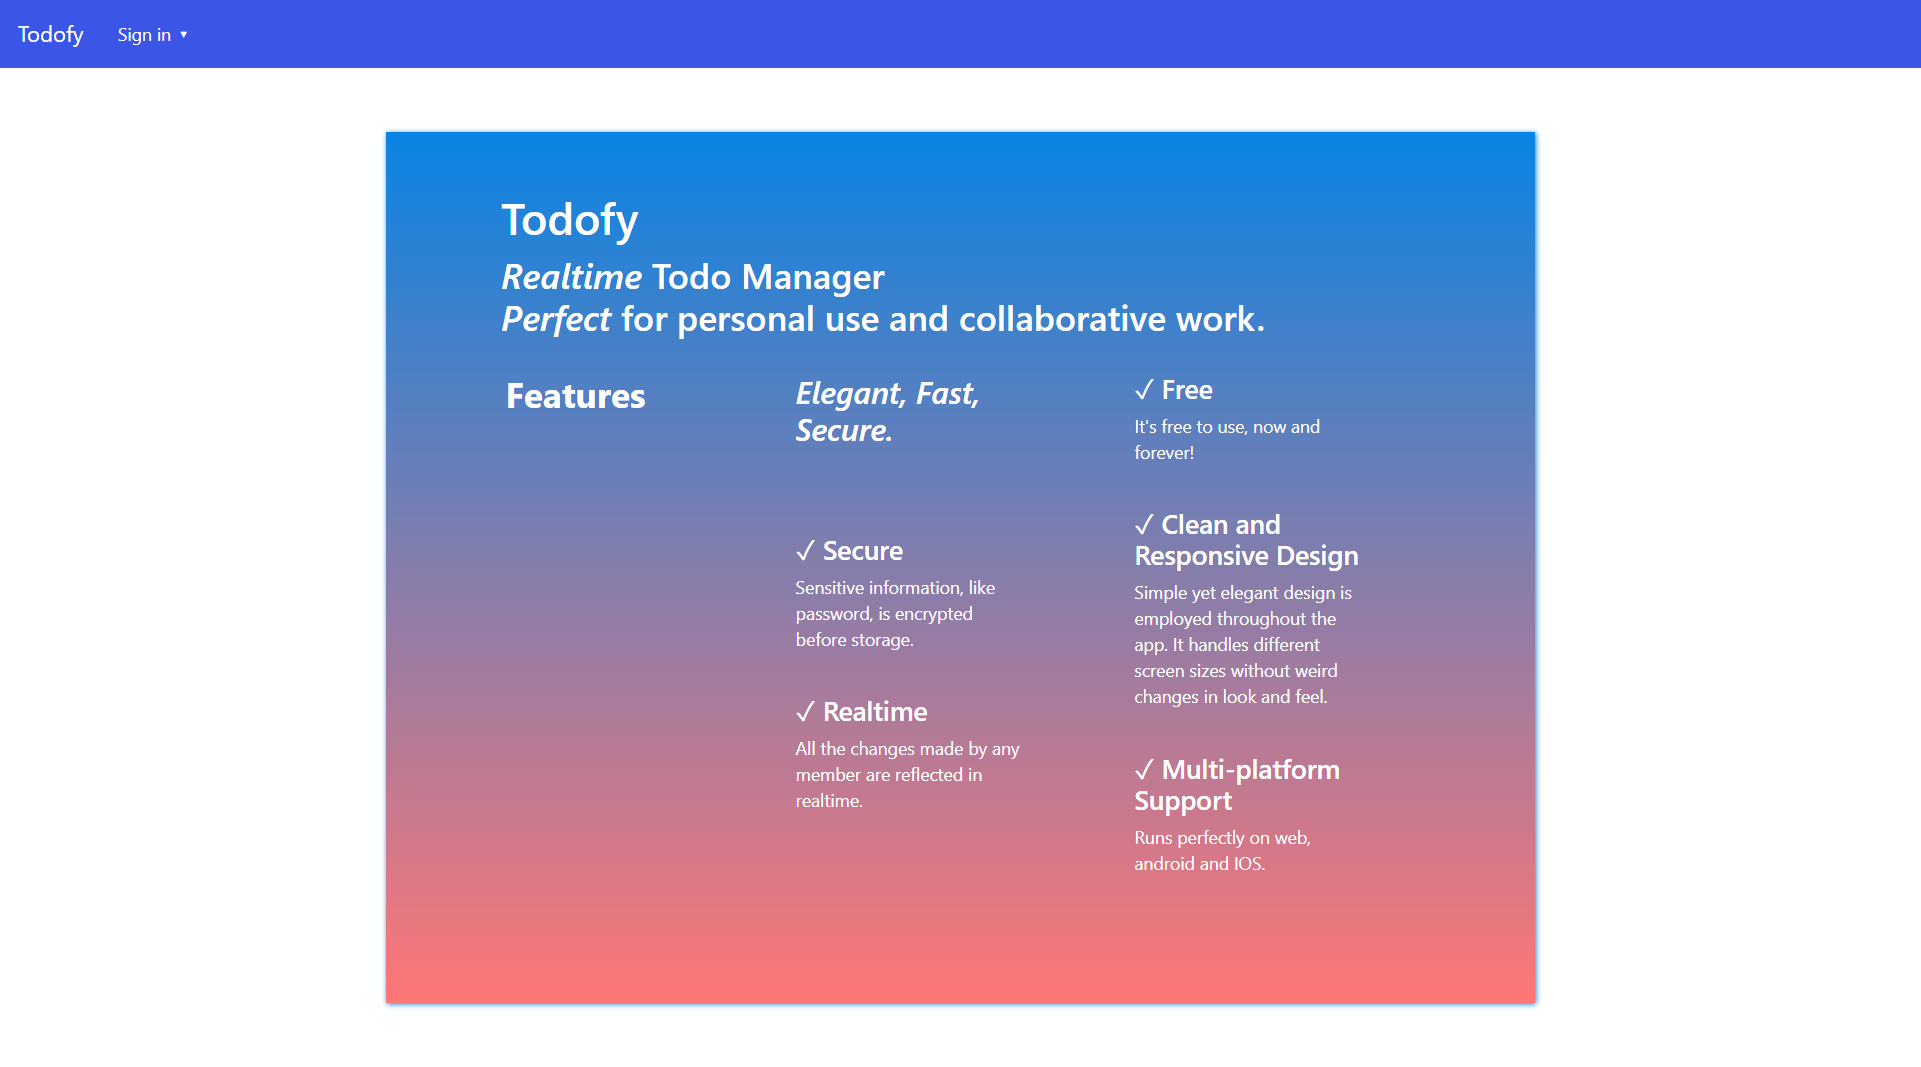 Todofy
Sign in ▼
Todofy
Realtime Todo Manager
Perfect for personal use and collaborative work.
Features
Elegant, Fast,
Secure.
✓ Secure
Sensitive information, like
password, is encrypted
before storage.
✓ Realtime
All the changes made by any
member are reflected in
realtime.
✓ Free
It's free to use, now and
forever!
✓ Clean and
Responsive Design
Simple yet elegant design is
employed throughout the
app. It handles different
screen sizes without weird
changes in look and feel.
✓ Multi-platform
Support
Runs perfectly on web,
android and IOS.